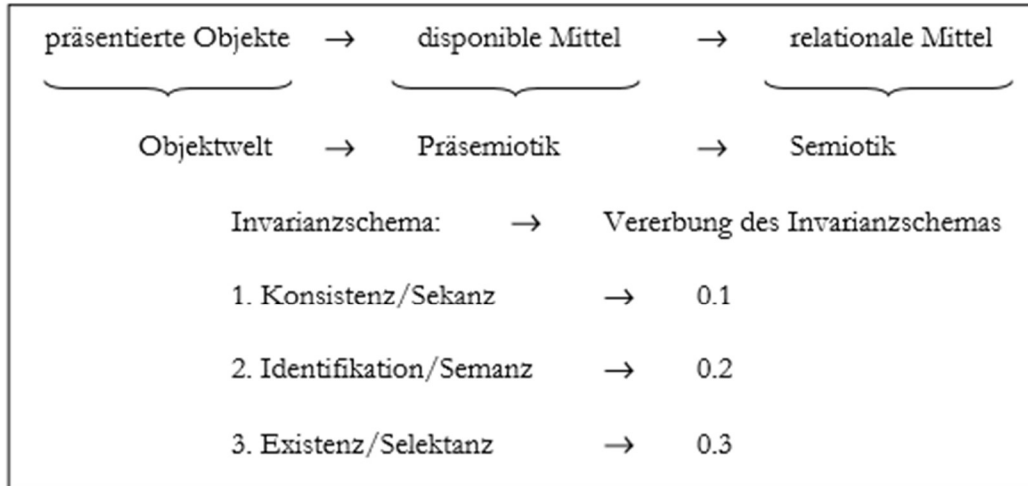 präsentierte Objekte → disponible Mittel → relationale Mittel
Objektwelt → Präsemiotik → Semiotik
Invarianzschema: → Vererbung des Invarianzschemas
1. Konsistenz/Sekanz → 0.1
2. Identifikation/Semanz → 0.2
3. Existenz/Selektanz → 0.3